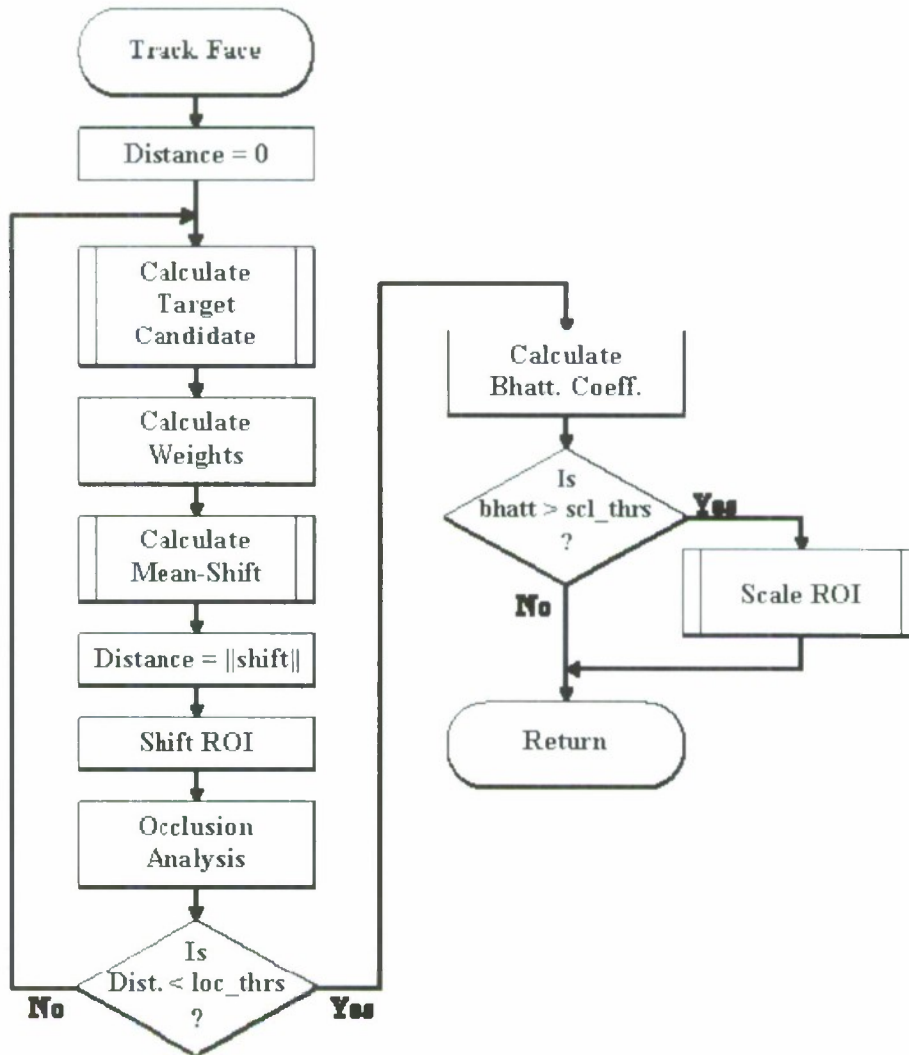 Track Face
Distance = 0
Calculate
Target
Candidate
Calculate
Weights
Calculate
Mean-Shift
Distance = ||shift||
Shift ROI
Occlusion
Analysis
Is
Dist. < loc_thrs
?
No
Yes
Calculate
Bhatt. Coeff.
Is
bhatt > scl_thrs
?
Yes
No
Scale ROI
Return